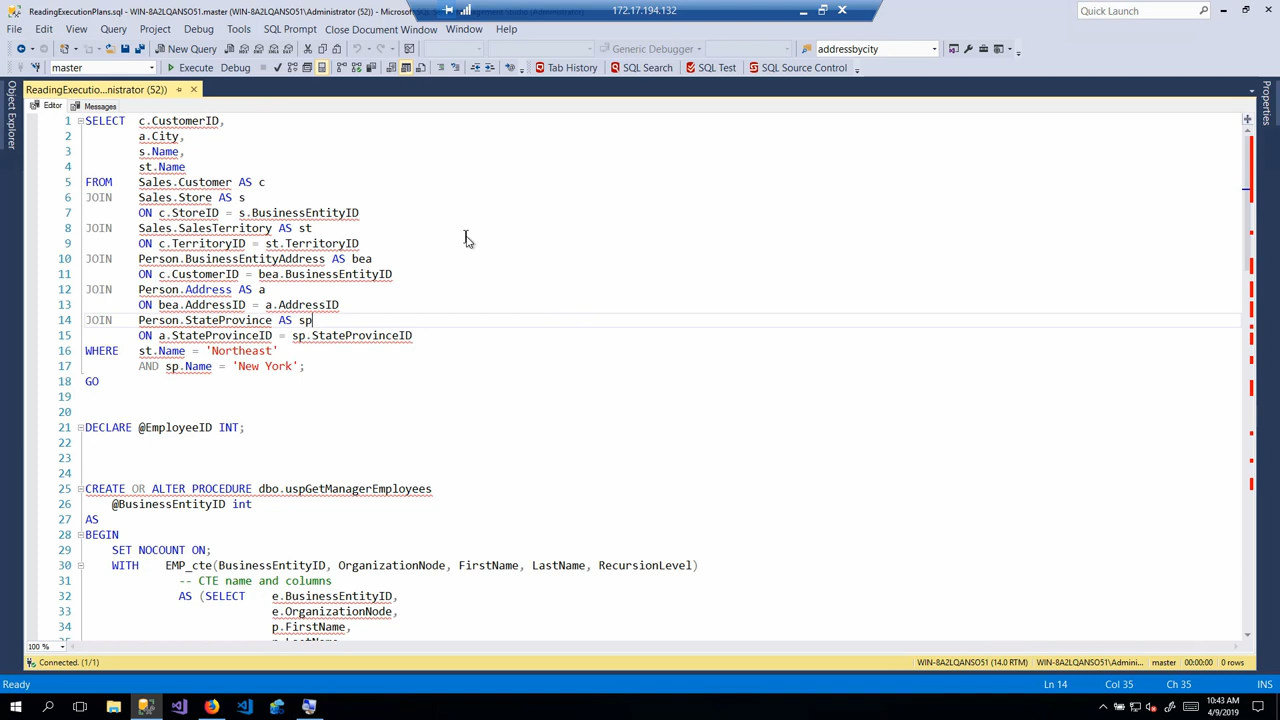 ReadingExecutionPlans.sql - WIN-8A2LQANSO51.master (WIN-8A2LQANSO51\Administrator (52)) - Microsoft
172.17.194.132
Quick Launch
File Edit View Query Project Debug Tools SQL Prompt Close Document Window Help
New Query
Generic Debugger
addressbycity
master
Execute Debug
Tab History
SQL Search
SQL Test
SQL Source Control
Object Explorer
ReadingExecutio...nistrator (52))
Properties
Editor Messages
1 SELECT c.CustomerID,
2 a.City,
3 s.Name,
4 st.Name
5 FROM Sales.Customer AS c
6 JOIN Sales.Store AS s
7 ON c.StoreID = s.BusinessEntityID
8 JOIN Sales.SalesTerritory AS st
9 ON c.TerritoryID = st.TerritoryID
10 JOIN Person.BusinessEntityAddress AS bea
11 ON c.CustomerID = bea.BusinessEntityID
12 JOIN Person.Address AS a
13 ON bea.AddressID = a.AddressID
14 JOIN Person.StateProvince AS sp
15 ON a.StateProvinceID = sp.StateProvinceID
16 WHERE st.Name = 'Northeast'
17 AND sp.Name = 'New York';
18 GO
19
20
21 DECLARE @EmployeeID INT;
22
23
24
25 CREATE OR ALTER PROCEDURE dbo.uspGetManagerEmployees
26 @BusinessEntityID int
27 AS
28 BEGIN
29 SET NOCOUNT ON;
30 WITH EMP_cte(BusinessEntityID, OrganizationNode, FirstName, LastName, RecursionLevel)
31 -- CTE name and columns
32 AS (SELECT e.BusinessEntityID,
33 e.OrganizationNode,
34 p.FirstName,
100 %
Connected. (1/1)
WIN-8A2LQANSO51 (14.0 RTM)
WIN-8A2LQANSO51\Admini...
master
00:00:00
0 rows
Ready
Ln 14
Col 35
Ch 35
INS
10:43 AM
4/9/2019